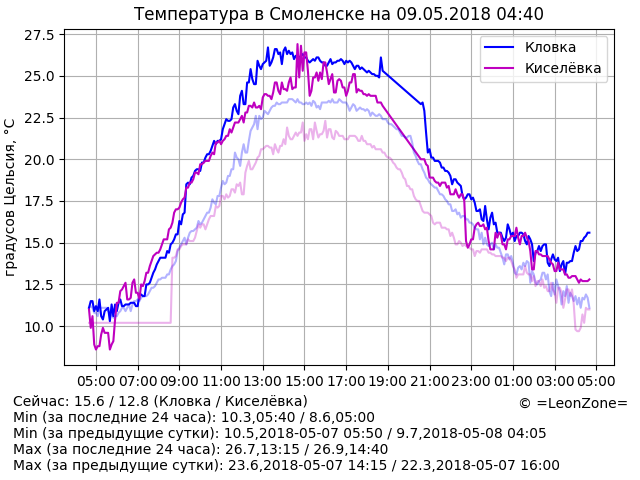 Температура в Смоленске на 09.05.2018 04:40
27.5
25.0
22.5
20.0
17.5
15.0
12.5
10.0
градусов Цельсия, °C
Кловка
Киселёвка
05:00 07:00 09:00 11:00 13:00 15:00 17:00 19:00 21:00 23:00 01:00 03:00 05:00
Сейчас: 15.6 / 12.8 (Кловка / Киселёвка)
© =LeonZone=
Min (за последние 24 часа): 10.3,05:40 / 8.6,05:00
Min (за предыдущие сутки): 10.5,2018-05-07 05:50 / 9.7,2018-05-08 04:05
Max (за последние 24 часа): 26.7,13:15 / 26.9,14:40
Max (за предыдущие сутки): 23.6,2018-05-07 14:15 / 22.3,2018-05-07 16:00